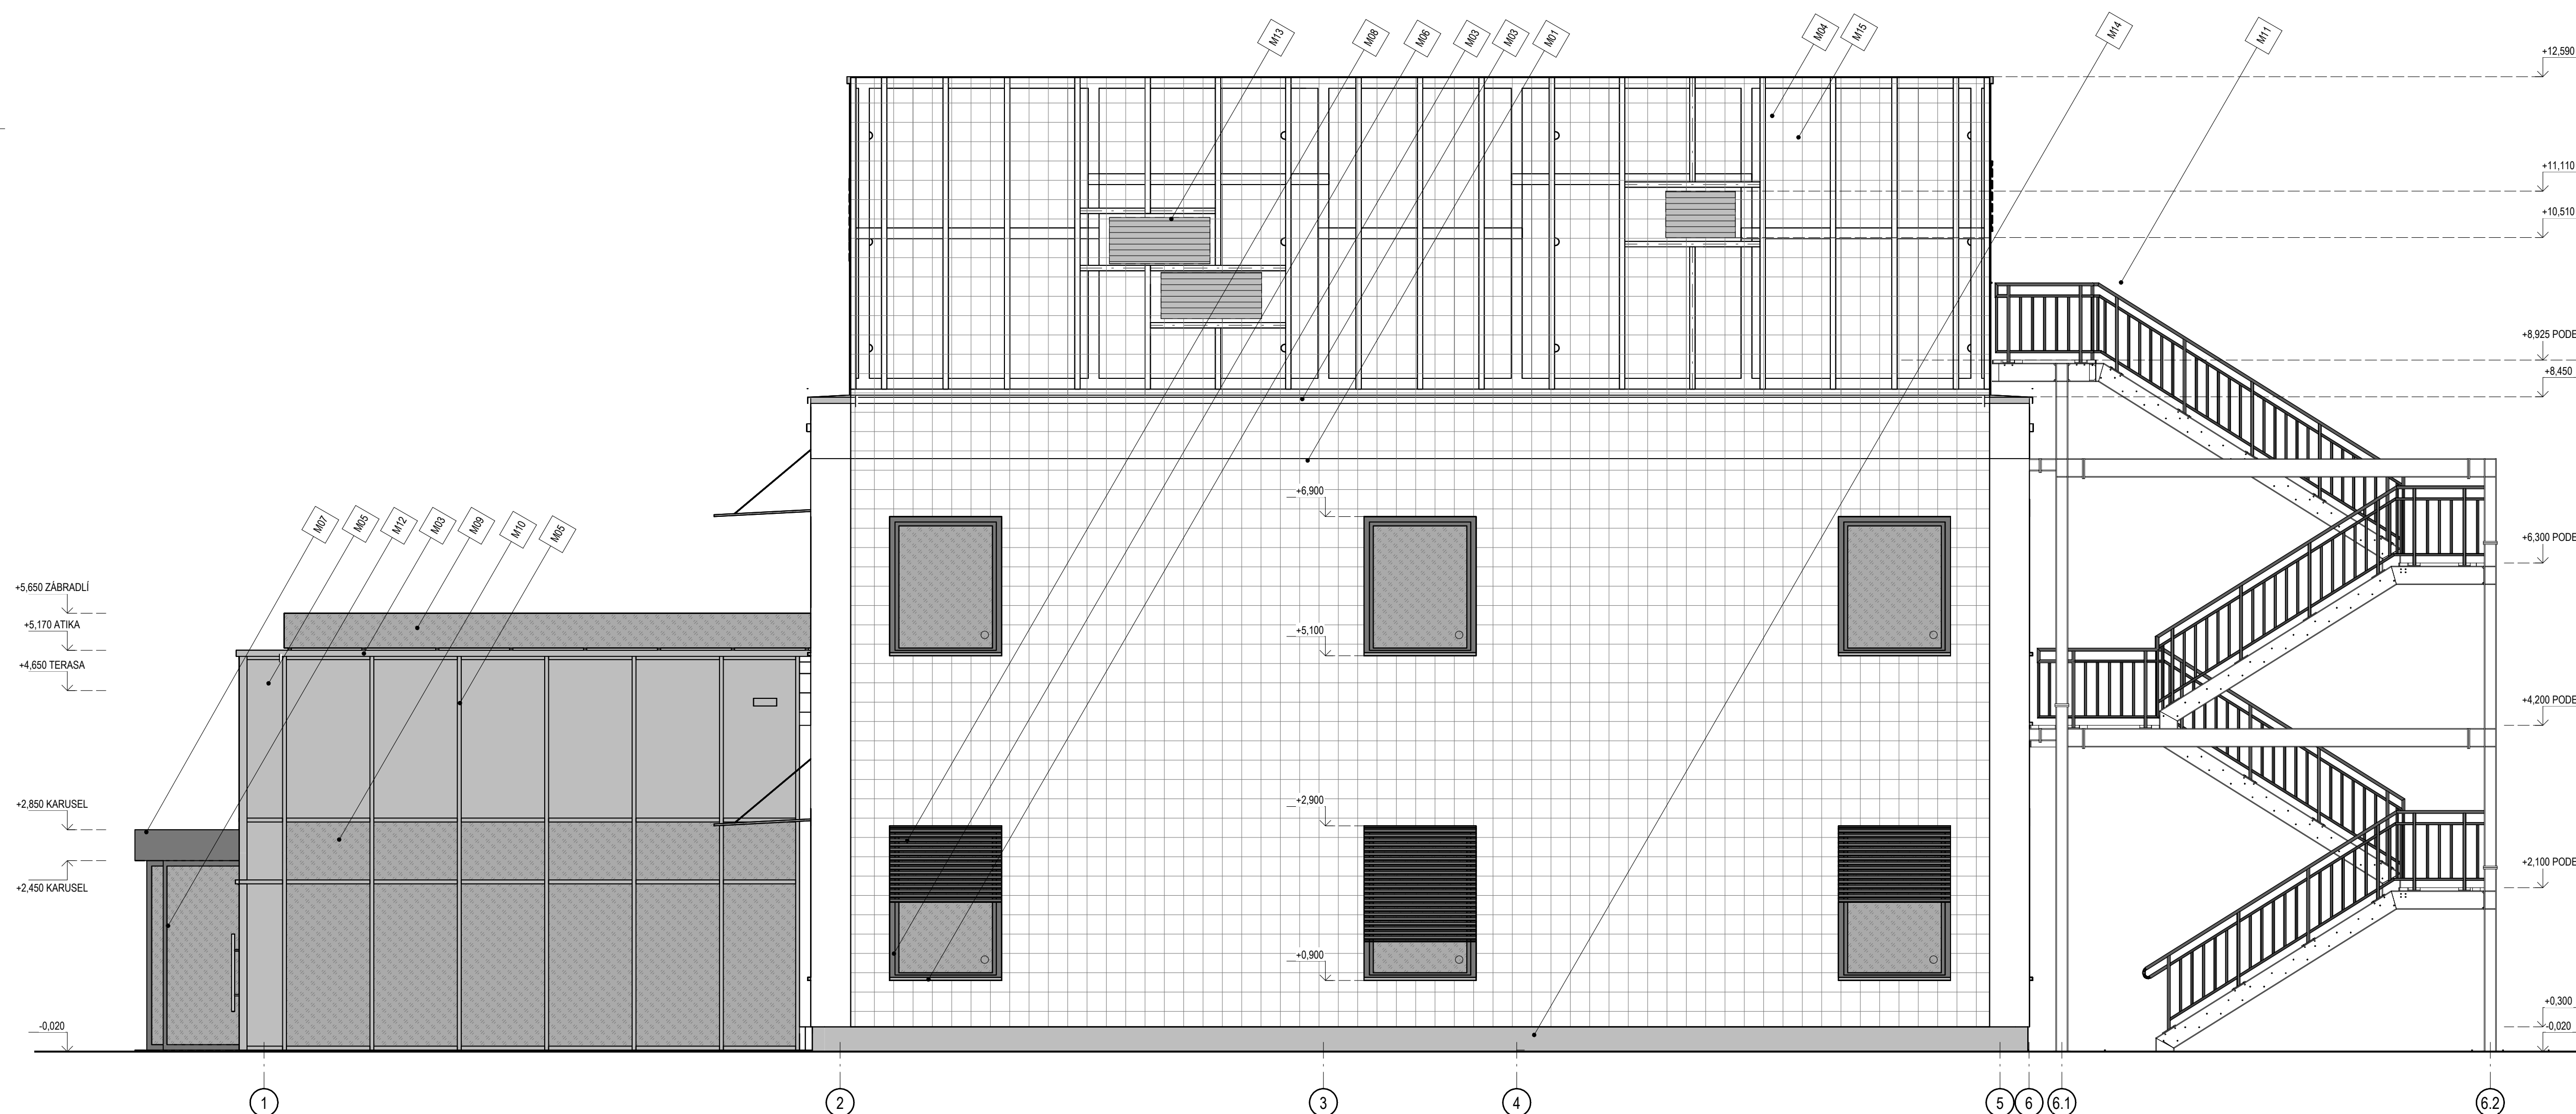 M13
M08
M06
M03
M03
M01
M04
M15
M14
M11
+12,590
+11,110
+10,510
+8,925 PODE
+8,450
+6,900
+5,100
+6,300 PODE
M07
M05
M12
M03
M09
M10
M05
+5,650 ZÁBRADLÍ
+5,170 ATIKA
+4,650 TERASA
+4,200 PODE
+2,850 KARUSEL
+2,900
+2,450 KARUSEL
+2,100 PODE
+0,900
-0,020
+0,300
-0,020
1
2
3
4
5
6
6.1
6.2